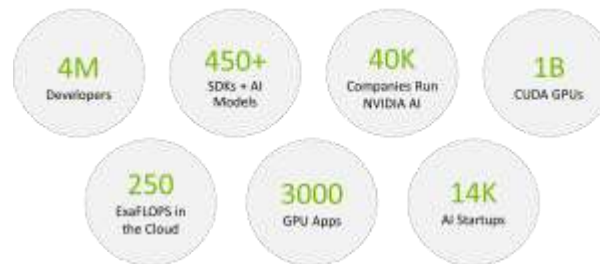 4M
Developers
450+
SDKs + AI
Models
40K
Companies Run
NVIDIA AI
1B
CUDA GPUs
250
ExaFLOPS in
the Cloud
3000
GPU Apps
14K
AI Startups